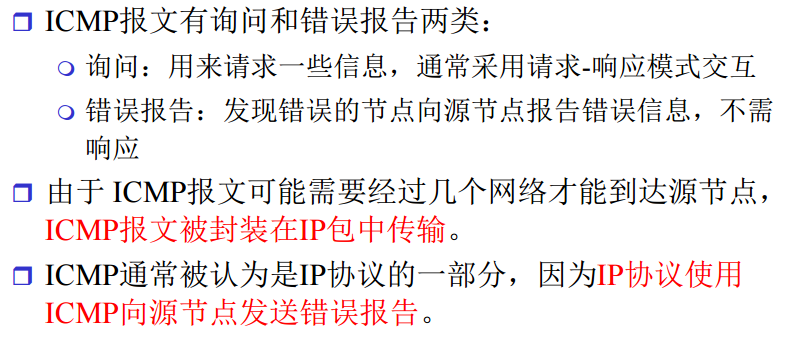 ICMP报文有询问和错误报告两类：
询问：用来请求一些信息，通常采用请求-响应模式交互
错误报告：发现错误的节点向源节点报告错误信息，不需
响应
由于 ICMP报文可能需要经过几个网络才能到达源节点，
ICMP报文被封装在IP包中传输。
ICMP通常被认为是IP协议的一部分，因为IP协议使用
ICMP向源节点发送错误报告。